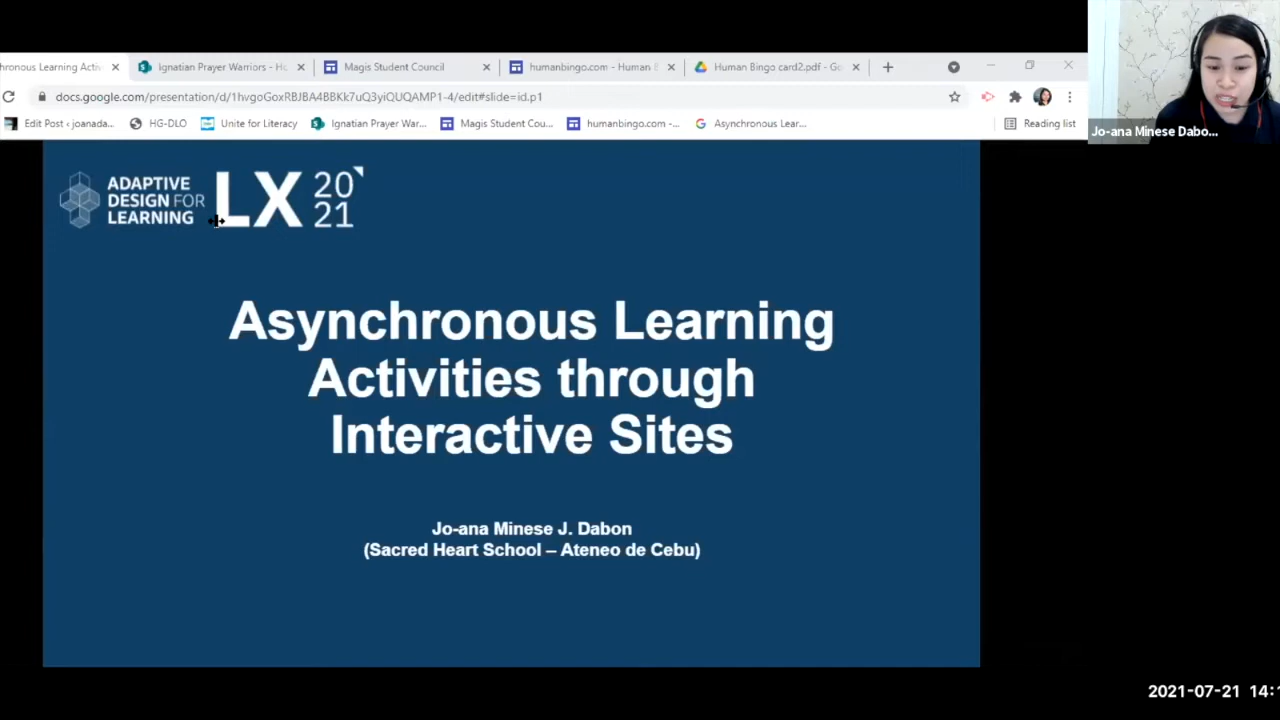 hronous Learning Activ
Ignatian Prayer Warriors - Ho
Magis Student Council
humanbingo.com - Human B
Human Bingo card2.pdf - Go
docs.google.com/presentation/d/1hvgoGoxRBJBA4BBKk7uQ3yiQUQAMP1-4/edit#slide=id.p1
Edit Post ‹ joanada...
HG-DLO
Unite for Literacy
Ignatian Prayer War...
Magis Student Cou...
humanbingo.com -...
Asynchronous Lear...
Reading list
Jo-ana Minese Dabo...
ADAPTIVE
DESIGN FOR
LEARNING
LX
20
21
Asynchronous Learning
Activities through
Interactive Sites
Jo-ana Minese J. Dabon
(Sacred Heart School – Ateneo de Cebu)
2021-07-21 14:1